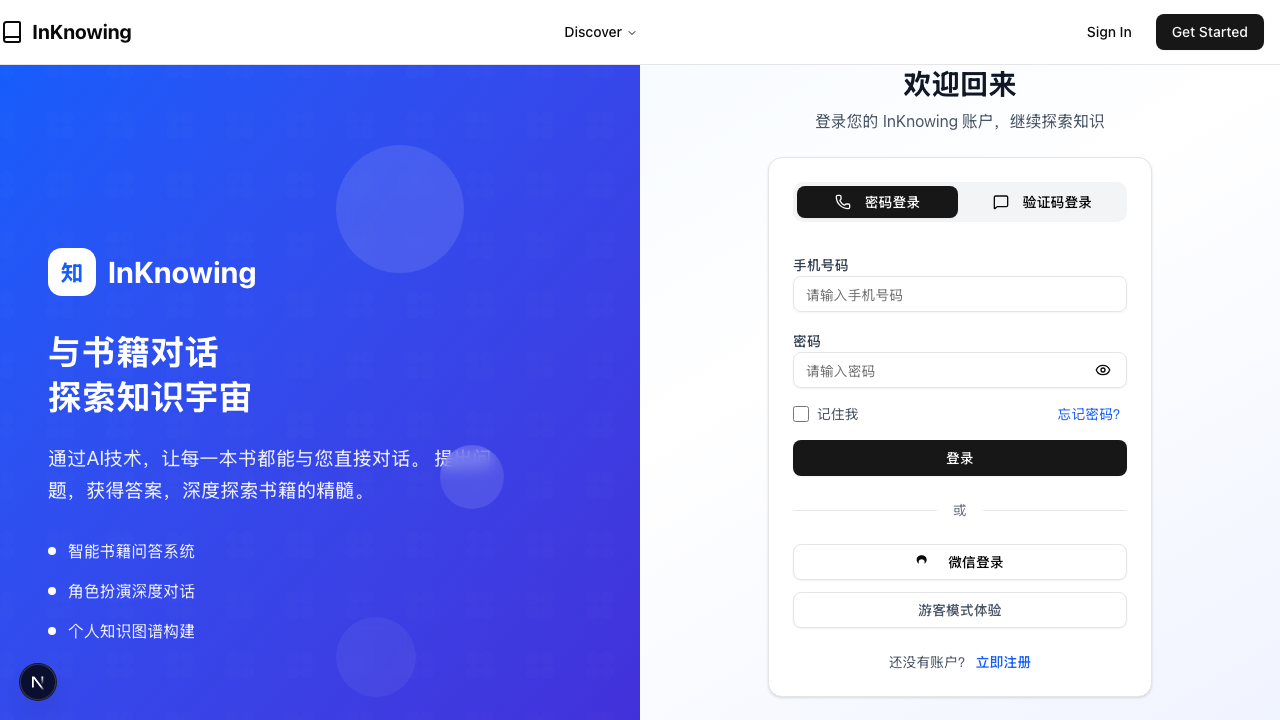 InKnowing
Discover
Sign In
Get Started
知 InKnowing
与书籍对话
探索知识宇宙
通过AI技术，让每一本书都能与您直接对话。 提出问
题，获得答案，深度探索书籍的精髓。
智能书籍问答系统
角色扮演深度对话
个人知识图谱构建
N
欢迎回来
登录您的 InKnowing 账户，继续探索知识
密码登录
验证码登录
手机号码
请输入手机号码
密码
请输入密码
记住我
忘记密码?
登录
或
微信登录
游客模式体验
还没有账户? 立即注册